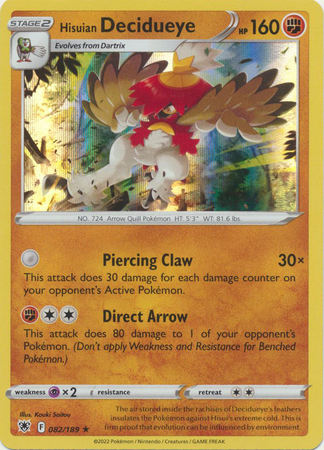 STAGE2
Hisuian Decidueye HP 160
Evolves from Dartrix
NO. 724 Arrow Quill Pokémon HT: 5'3" WT: 81.6 lbs
Piercing Claw 30×
This attack does 30 damage for each damage counter on
your opponent's Active Pokémon.
Direct Arrow
This attack does 80 damage to 1 of your opponent's
Pokémon. (Don't apply Weakness and Resistance for Benched
Pokémon.)
weakness ×2 resistance retreat
Illus. Kouki Saitou
F 082/189 ★
The air stored inside the rachises of Decidueye's feathers
insulates the Pokémon against Hisui's extreme cold. This is
firm proof that evolution can be influenced by environment.
©2022 Pokémon / Nintendo / Creatures / GAME FREAK